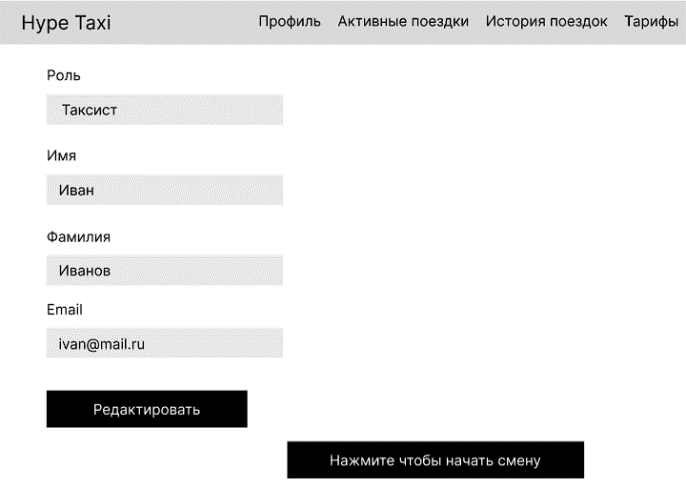 Hype Taxi
Профиль Активные поездки История поездок Тарифы
Роль
Таксист
Имя
Иван
Фамилия
Иванов
Email
ivan@mail.ru
Редактировать
Нажмите чтобы начать смену